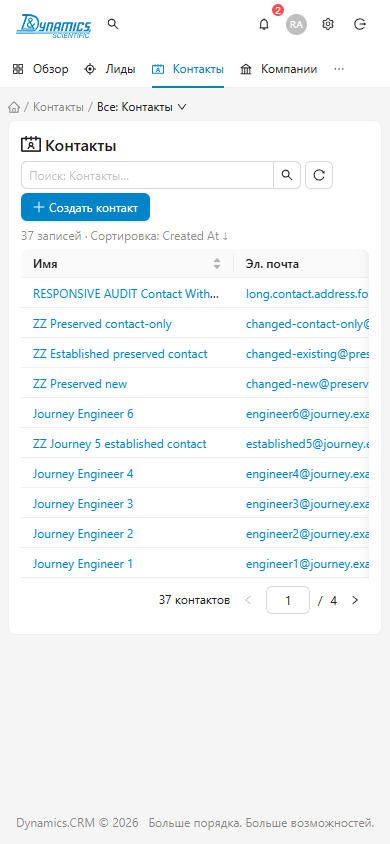 Dynamics
SCIENTIFIC
2
RA
Обзор Лиды Контакты Компании ···
/ Контакты / Все: Контакты
Контакты
Поиск: Контакты...
Создать контакт
37 записей · Сортировка: Created At ↓
Имя Эл. почта
RESPONSIVE AUDIT Contact With... long.contact.address.fo
ZZ Preserved contact-only changed-contact-only@
ZZ Established preserved contact changed-existing@pres
ZZ Preserved new changed-new@preserv
Journey Engineer 6 engineer6@journey.exa
ZZ Journey 5 established contact established5@journey.e
Journey Engineer 4 engineer4@journey.exa
Journey Engineer 3 engineer3@journey.exa
Journey Engineer 2 engineer2@journey.exa
Journey Engineer 1 engineer1@journey.exa
37 контактов 1 / 4
Dynamics.CRM © 2026 Больше порядка. Больше возможностей.